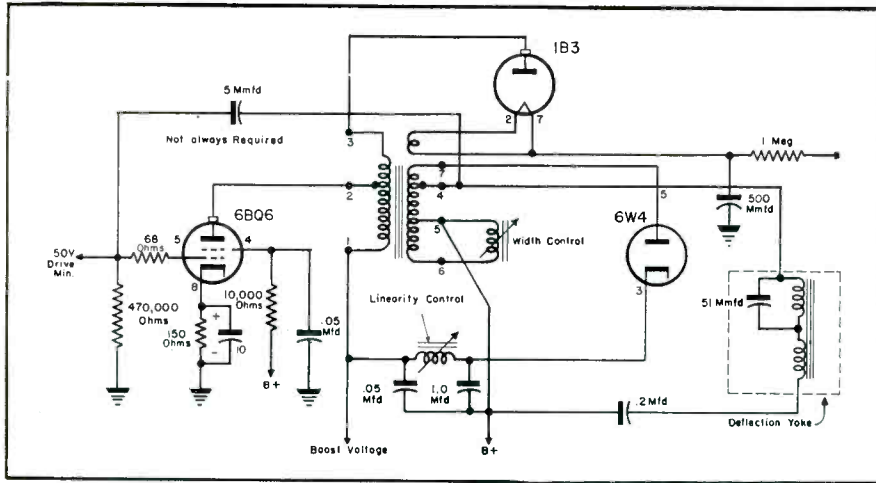 1B3
5 Mmfd
Not always Required
3
2
7
1 Meg
7
4
2
5
5
500
Mmfd
6BQ6
6W4
50V
Drive
Min.
68
Ohms
5
4
8
Width Control
6
3
470,000
Ohms
10,000
Ohms
.05
Mfd
Linearity Control
51 Mmfd
150
Ohms
+
-
10
B+
.05
Mfd
1.0
Mfd
.2 Mfd
Deflection Yoke
Boost Voltage
B+